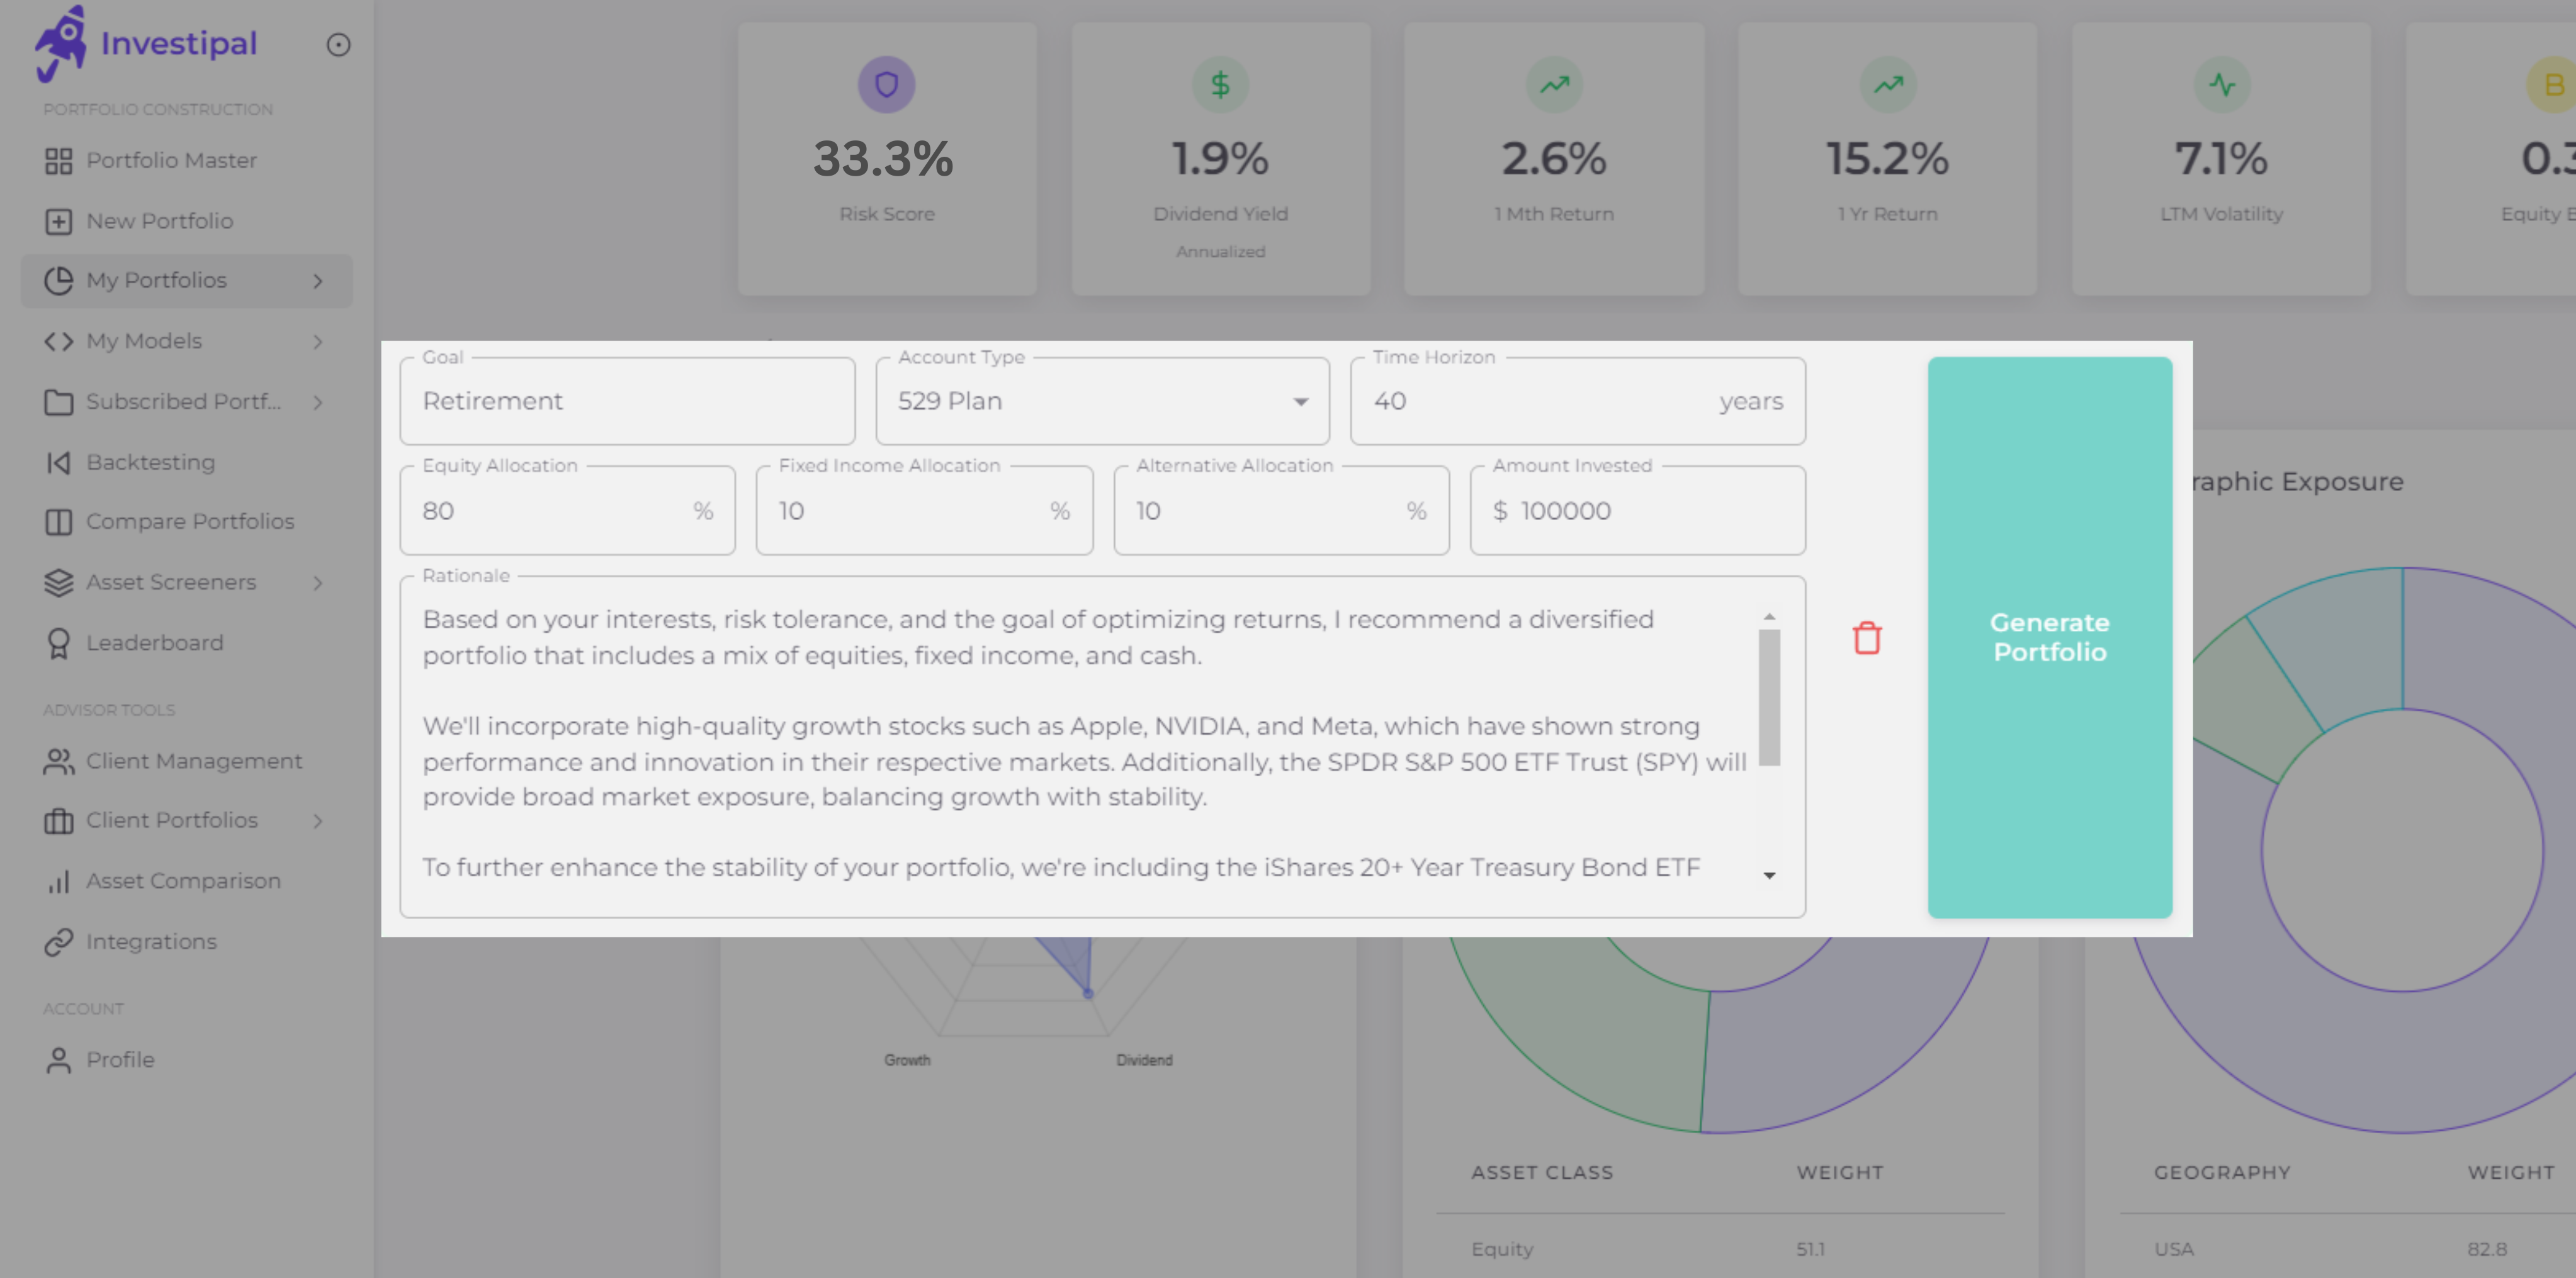 Investipal
PORTFOLIO CONSTRUCTION
Portfolio Master
New Portfolio
My Portfolios
My Models
Subscribed Portf...
Backtesting
Compare Portfolios
Asset Screeners
Leaderboard
ADVISOR TOOLS
Client Management
Client Portfolios
Asset Comparison
Integrations
ACCOUNT
Profile
33.3%
Risk Score
1.9%
Dividend Yield
Annualized
2.6%
1 Mth Return
15.2%
1 Yr Return
7.1%
LTM Volatility
B
0.3
Equity
Goal
Retirement
Account Type
529 Plan
Time Horizon
40 years
Equity Allocation
80 %
Fixed Income Allocation
10 %
Alternative Allocation
10 %
Amount Invested
$ 100000
Rationale
Based on your interests, risk tolerance, and the goal of optimizing returns, I recommend a diversified
portfolio that includes a mix of equities, fixed income, and cash.
We'll incorporate high-quality growth stocks such as Apple, NVIDIA, and Meta, which have shown strong
performance and innovation in their respective markets. Additionally, the SPDR S&P 500 ETF Trust (SPY) will
provide broad market exposure, balancing growth with stability.
To further enhance the stability of your portfolio, we're including the iShares 20+ Year Treasury Bond ETF
Generate
Portfolio
raphic Exposure
Growth
Dividend
ASSET CLASS WEIGHT
Equity 51.1
GEOGRAPHY WEIGHT
USA 82.8